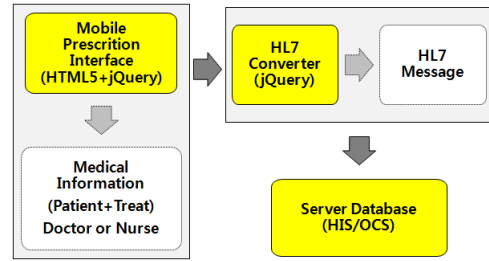 Mobile
Prescrition
Interface
(HTML5+jQuery)
Medical
Information
(Patient+Treat)
Doctor or Nurse
HL7
Converter
(jQuery)
HL7
Message
Server Database
(HIS/OCS)